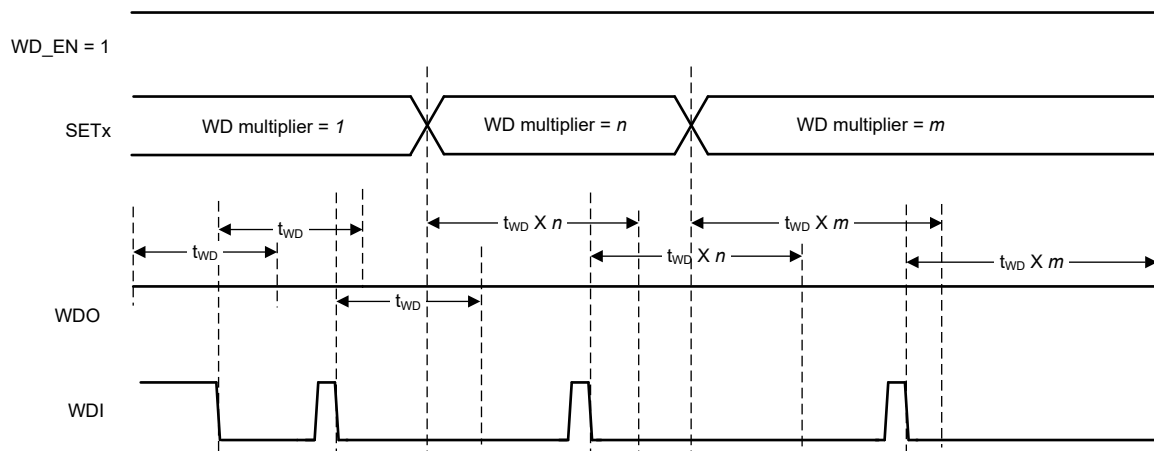 WD_EN = 1
SETx
WD multiplier = 1
WD multiplier = n
WD multiplier = m
tWD
tWD X n
tWD X m
tWD
tWD X n
tWD X m
tWD
WDO
WDI